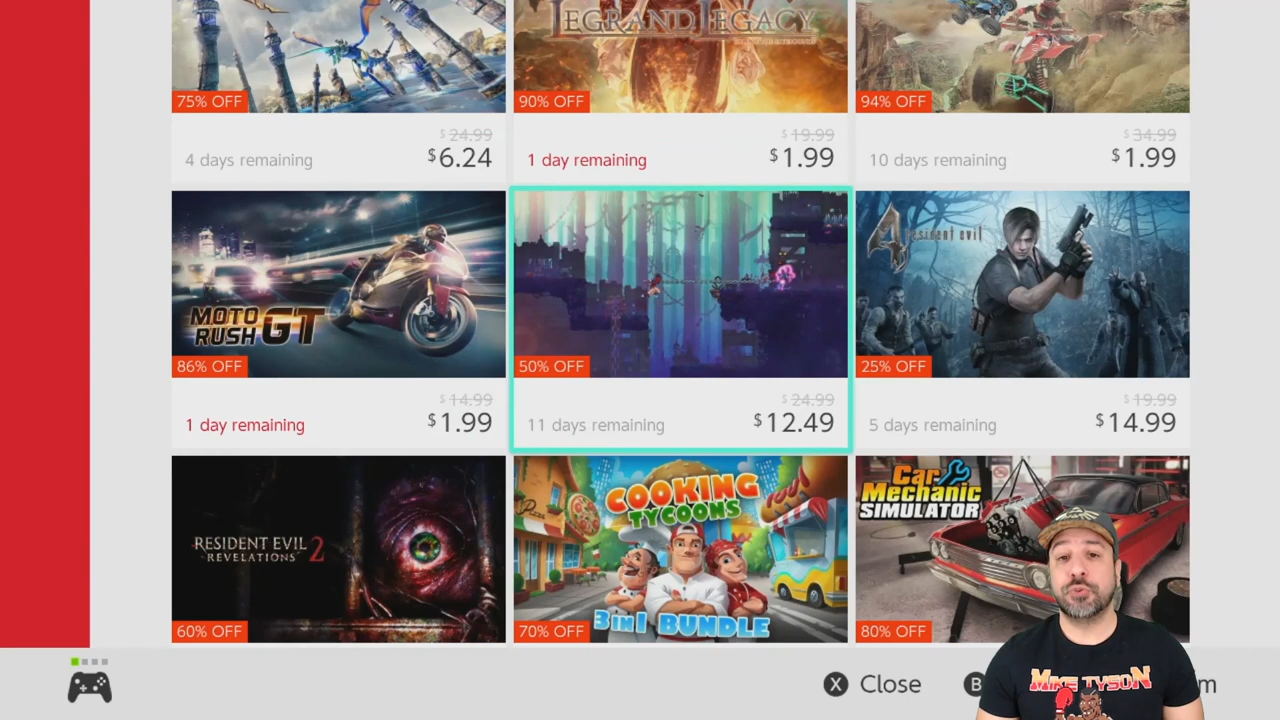 LEGRAND LEGACY
75% OFF
90% OFF
94% OFF
$24.99
4 days remaining
$6.24
$19.99
1 day remaining
$1.99
$34.99
10 days remaining
$1.99
MOTO
RUSH GT
86% OFF
50% OFF
4 resident evil
25% OFF
$14.99
1 day remaining
$1.99
$24.99
11 days remaining
$12.49
$19.99
5 days remaining
$14.99
RESIDENT EVIL
REVELATIONS 2
60% OFF
COOKING
TYCOONS
3 in 1 BUNDLE
70% OFF
Car
Mechanic
SIMULATOR
80% OFF
X Close
B
MIKE TYSON